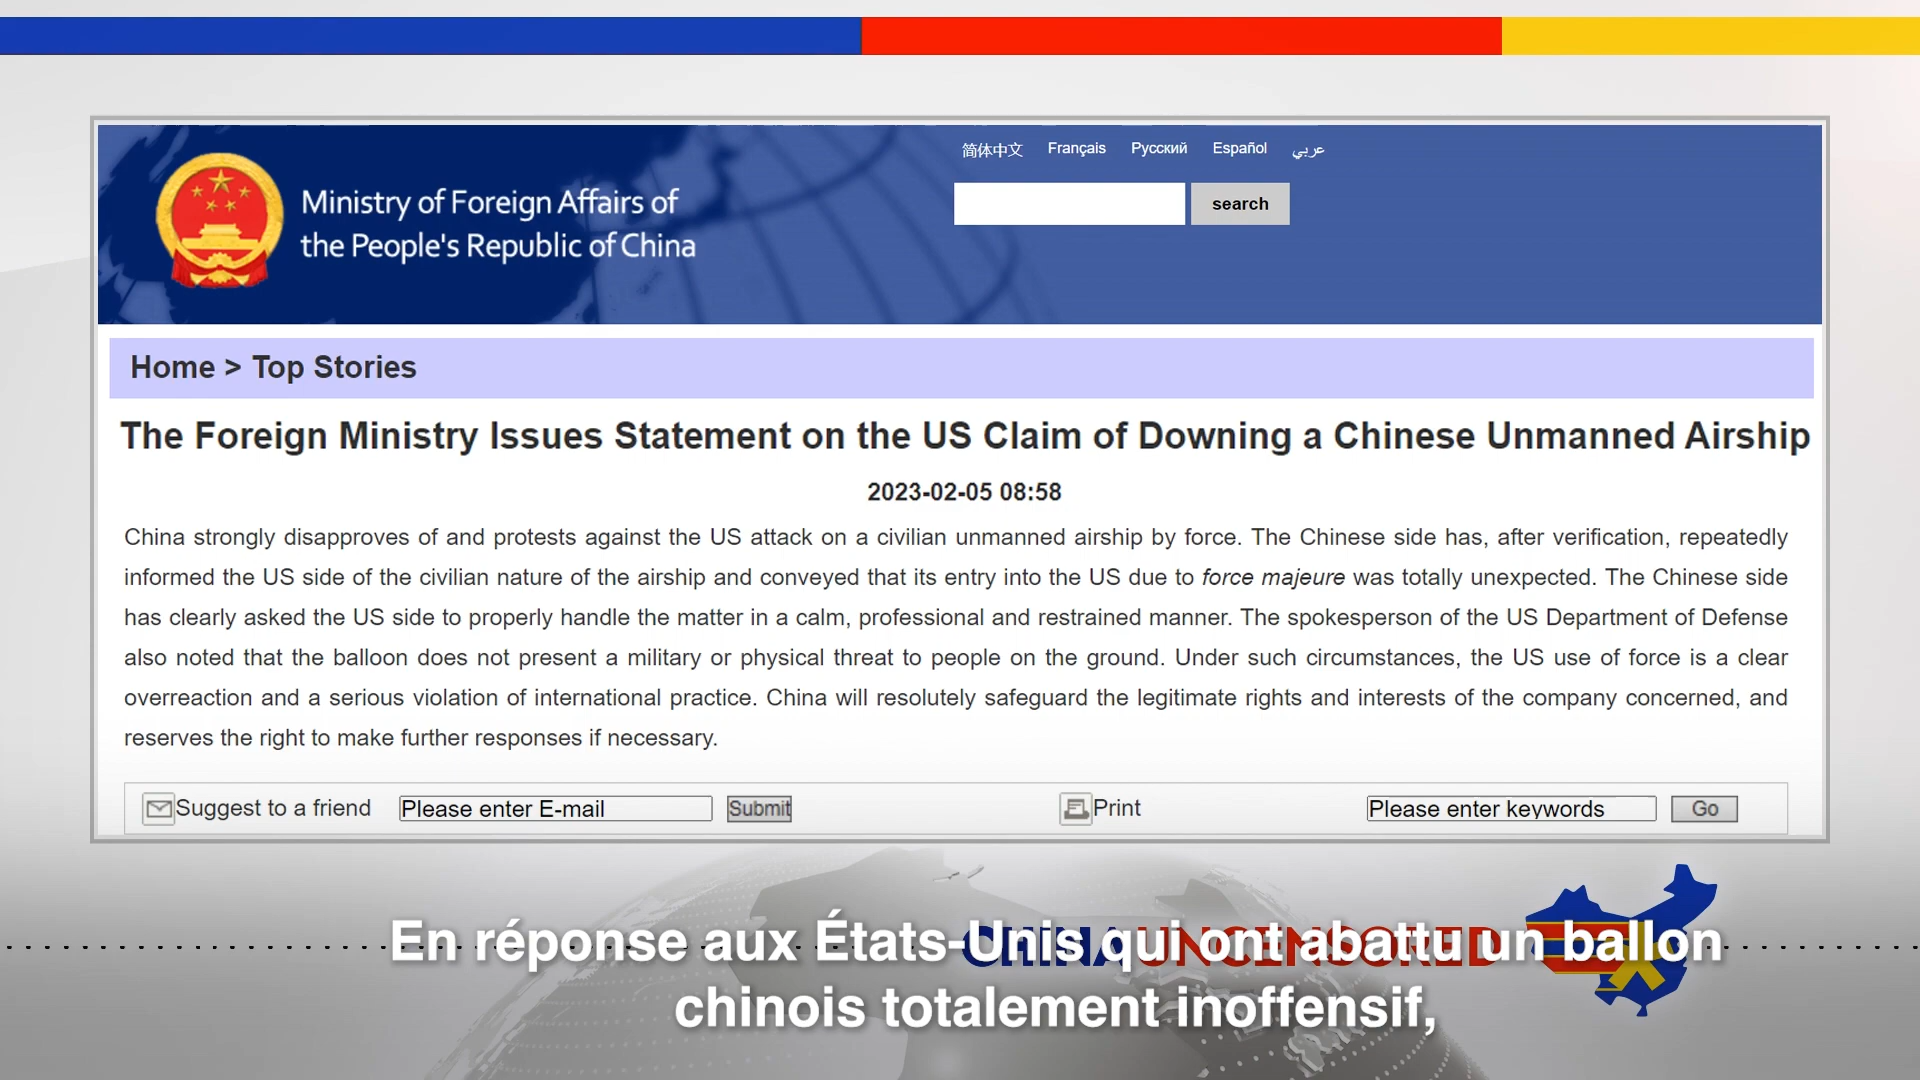 简体中文 Français Русский Español عربي
Ministry of Foreign Affairs of
the People's Republic of China
search
Home > Top Stories
The Foreign Ministry Issues Statement on the US Claim of Downing a Chinese Unmanned Airship
2023-02-05 08:58
China strongly disapproves of and protests against the US attack on a civilian unmanned airship by force. The Chinese side has, after verification, repeatedly
informed the US side of the civilian nature of the airship and conveyed that its entry into the US due to force majeure was totally unexpected. The Chinese side
has clearly asked the US side to properly handle the matter in a calm, professional and restrained manner. The spokesperson of the US Department of Defense
also noted that the balloon does not present a military or physical threat to people on the ground. Under such circumstances, the US use of force is a clear
overreaction and a serious violation of international practice. China will resolutely safeguard the legitimate rights and interests of the company concerned, and
reserves the right to make further responses if necessary.
Suggest to a friend Please enter E-mail Submit Print Please enter keywords Go
CHINA UNCENSORED
En réponse aux États-Unis qui ont abattu un ballon
chinois totalement inoffensif,